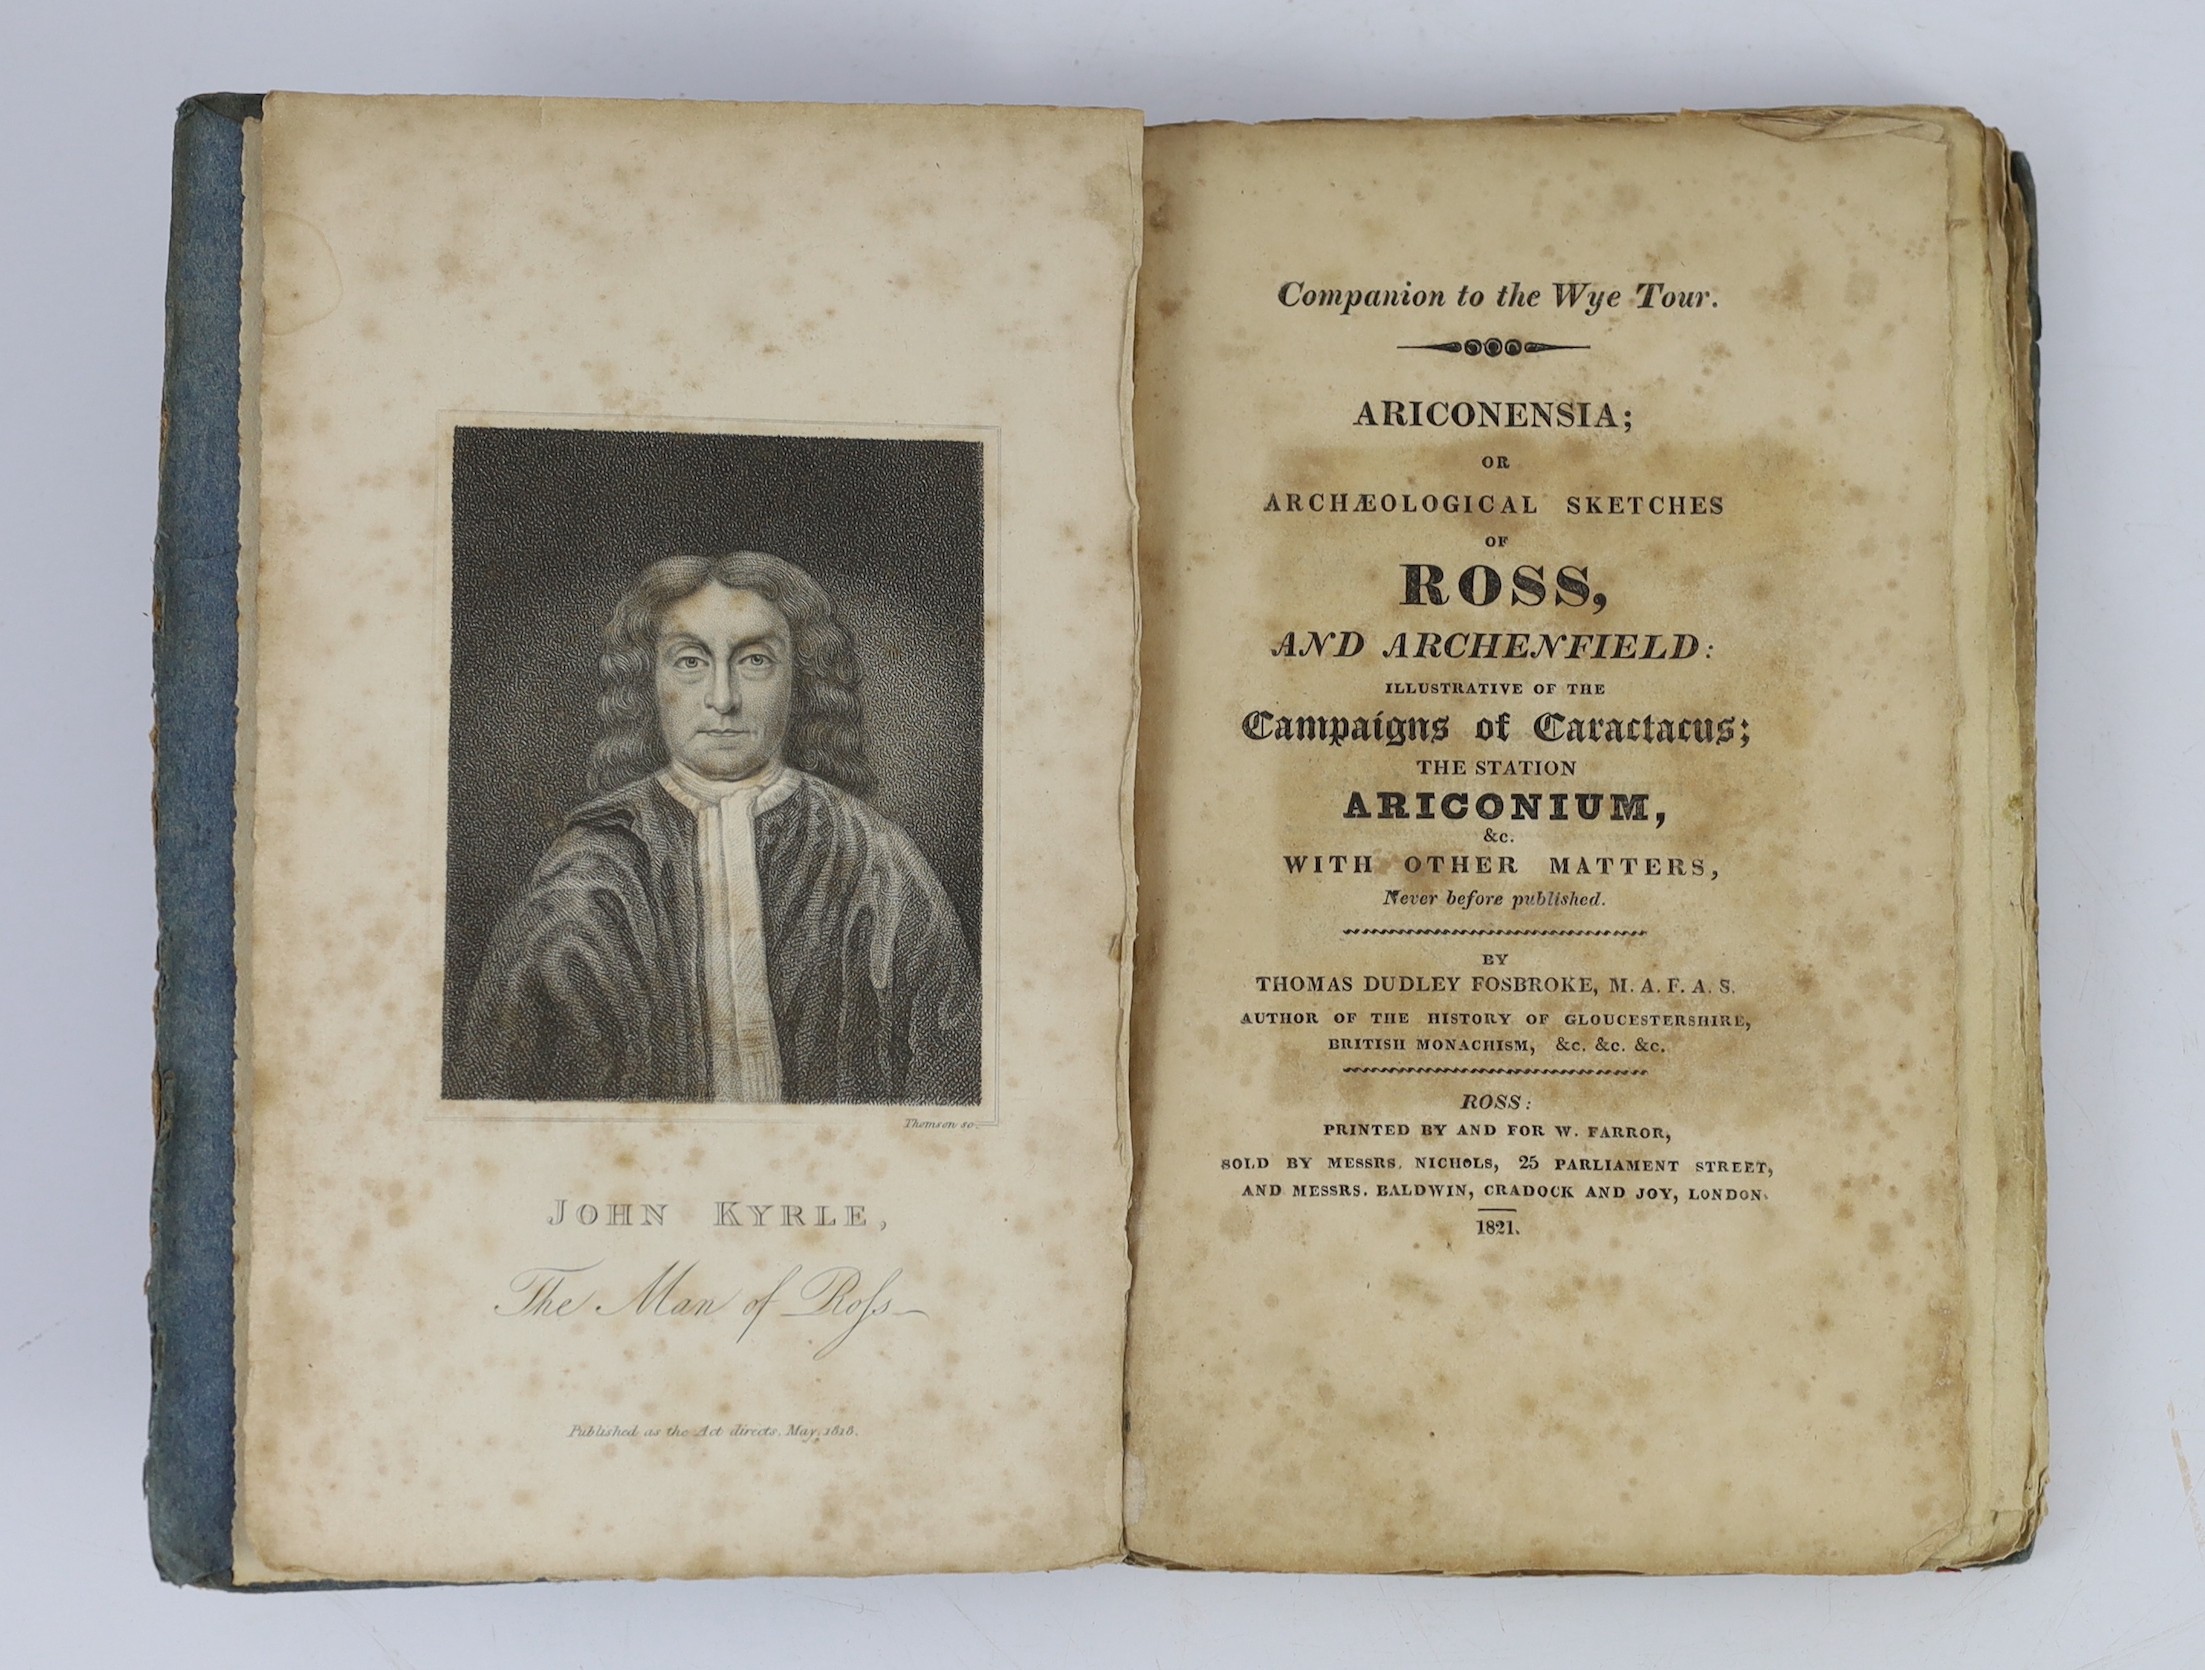 Thomson sc.
JOHN KYRLE,
The Man of Roſs
Published as the Act directs, May, 1818.
Companion to the Wye Tour.
ARICONENSIA;
OR
ARCHÆOLOGICAL SKETCHES
OF
ROSS,
AND ARCHENFIELD:
ILLUSTRATIVE OF THE
Campaigns of Caractacus;
THE STATION
ARICONIUM,
&c.
WITH OTHER MATTERS,
Never before published.
BY
THOMAS DUDLEY FOSBROKE, M. A. F. A. S.
AUTHOR OF THE HISTORY OF GLOUCESTERSHIRE,
BRITISH MONACHISM, &c. &c. &c.
ROSS:
PRINTED BY AND FOR W. FARROR,
SOLD BY MESSRS. NICHOLS, 25 PARLIAMENT STREET,
AND MESSRS. BALDWIN, CRADOCK AND JOY, LONDON.
1821.